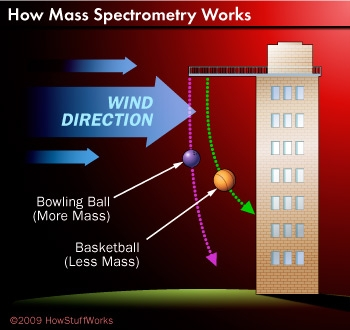 How Mass Spectrometry Works
WIND
DIRECTION
Bowling Ball
(More Mass)
Basketball
(Less Mass)
©2009 HowStuffWorks